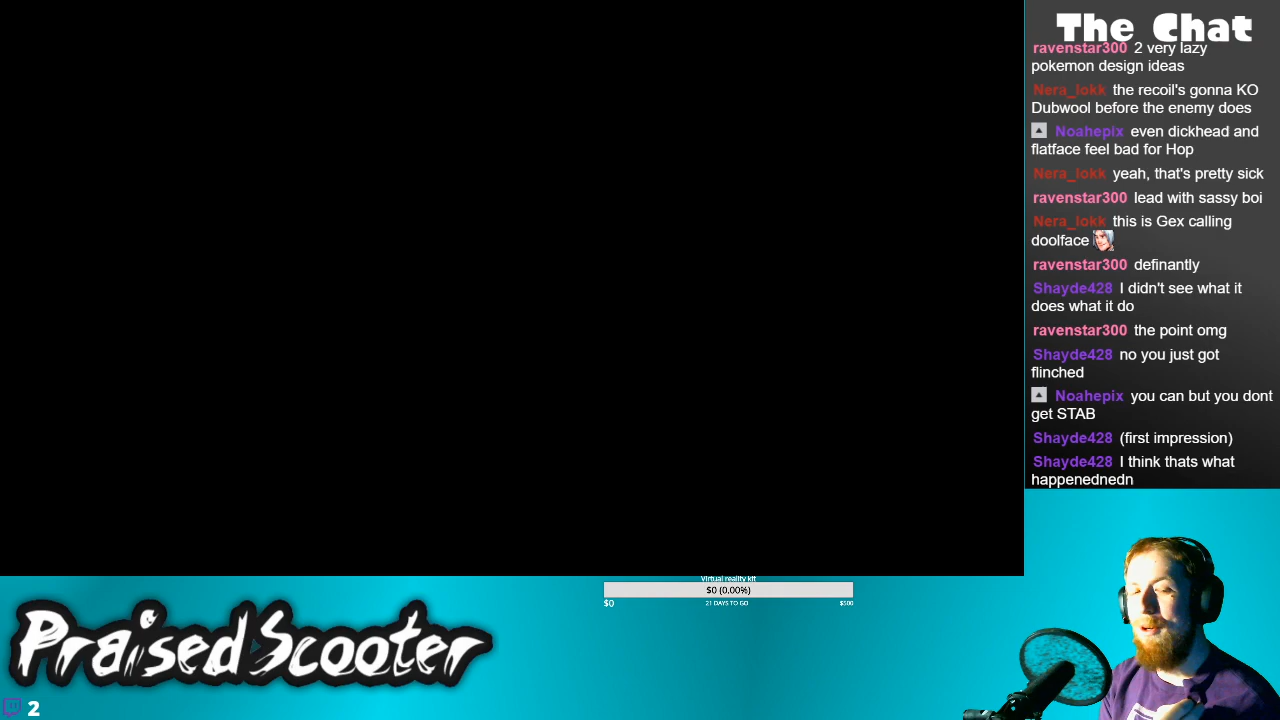 The Chat
ravenstar300 2 very lazy
pokemon design ideas
Nera_lokk the recoil's gonna KO
Dubwool before the enemy does
Noahepix even dickhead and
flatface feel bad for Hop
Nera_lokk yeah, that's pretty sick
ravenstar300 lead with sassy boi
Nera_lokk this is Gex calling
doolface
ravenstar300 definantly
Shayde428 I didn't see what it
does what it do
ravenstar300 the point omg
Shayde428 no you just got
flinched
Noahepix you can but you dont
get STAB
Shayde428 (first impression)
Shayde428 I think thats what
happenednedn
Virtual reality kit
$0 (0.00%)
$0 21 DAYS TO GO $500
Praised Scooter
2